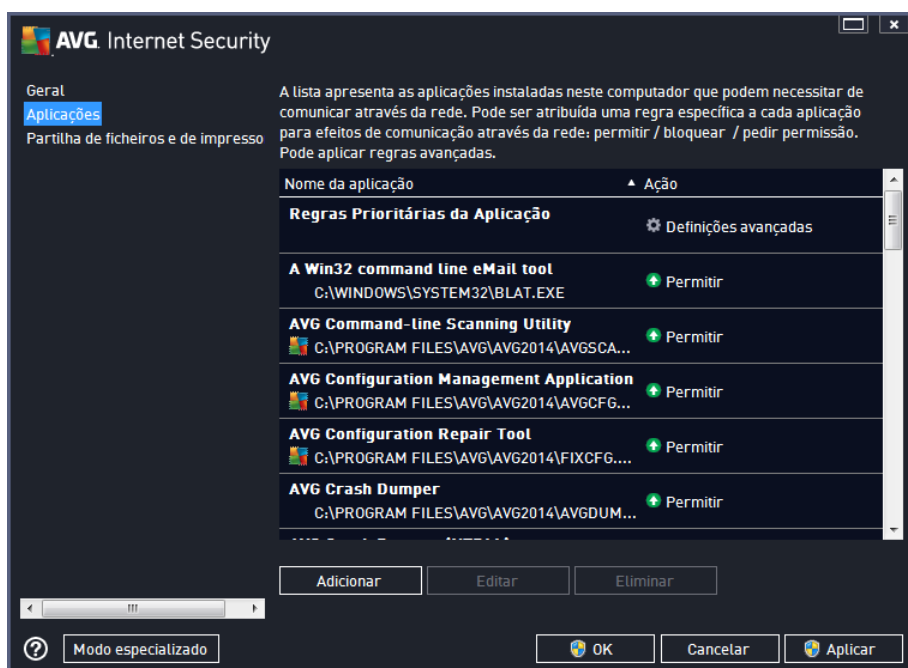 AVG. Internet Security
Geral
Aplicações
Partilha de ficheiros e de impresso
A lista apresenta as aplicações instaladas neste computador que podem necessitar de
comunicar através da rede. Pode ser atribuída uma regra específica a cada aplicação
para efeitos de comunicação através da rede: permitir / bloquear / pedir permissão.
Pode aplicar regras avançadas.
Nome da aplicação Ação
Regras Prioritárias da Aplicação
Definições avançadas
A Win32 command line eMail tool
C:\WINDOWS\SYSTEM32\BLAT.EXE
Permitir
AVG Command-line Scanning Utility
C:\PROGRAM FILES\AVG\AVG2014\AVGSCA...
Permitir
AVG Configuration Management Application
C:\PROGRAM FILES\AVG\AVG2014\AVGCFG...
Permitir
AVG Configuration Repair Tool
C:\PROGRAM FILES\AVG\AVG2014\FIXCFG....
Permitir
AVG Crash Dumper
C:\PROGRAM FILES\AVG\AVG2014\AVGDUM...
Permitir
Adicionar Editar Eliminar
Modo especializado OK Cancelar Aplicar